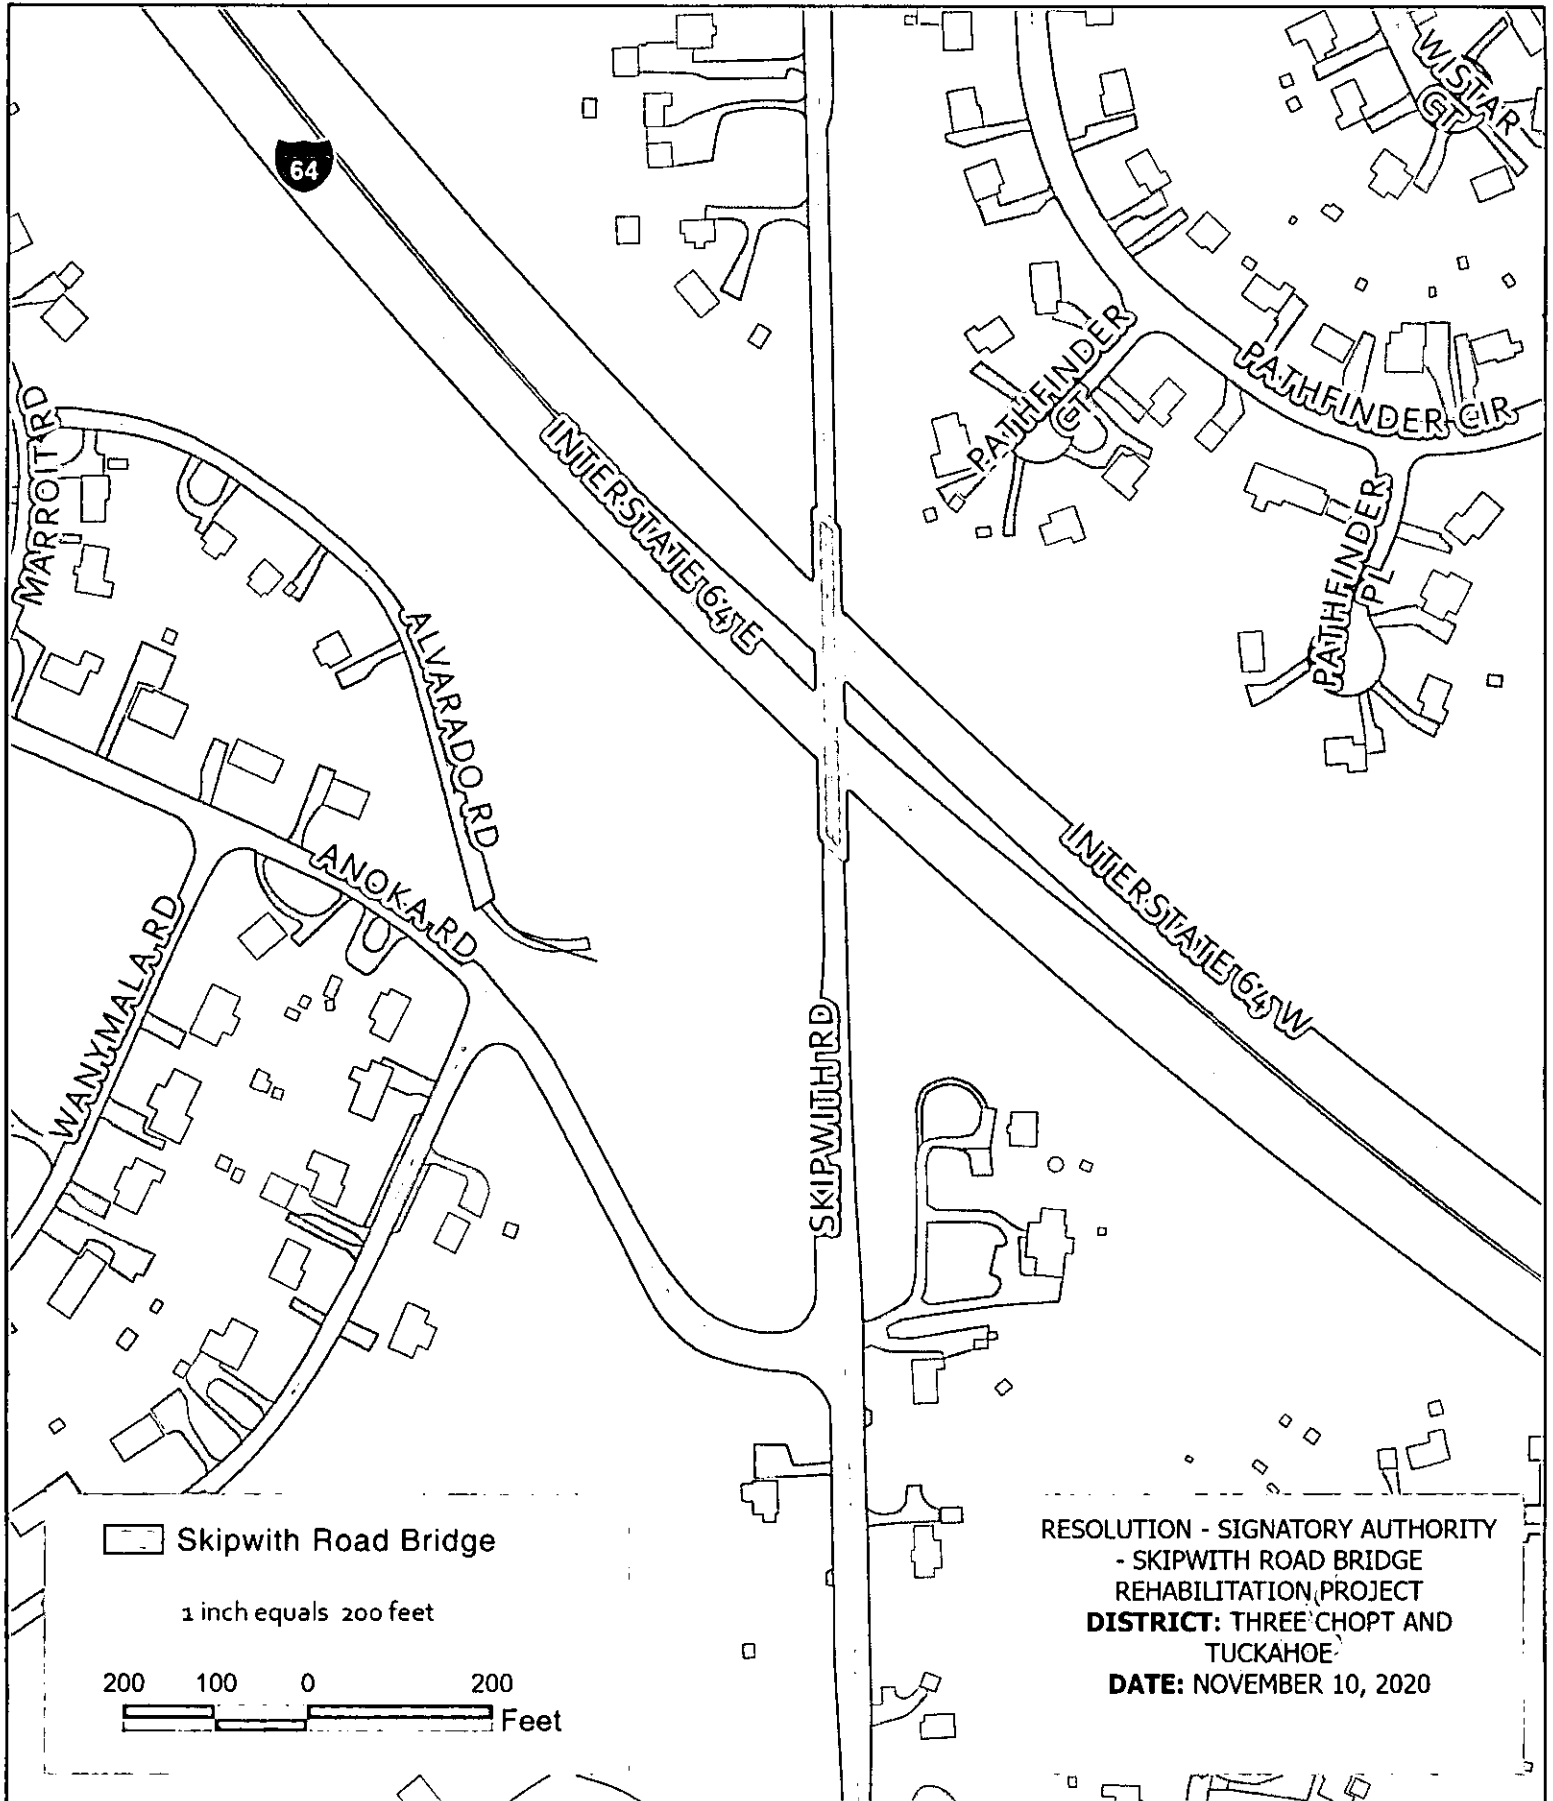 WISTAR
CT
64
PATHFINDER
CT
PATHFINDER CIR
MARROIT RD
INTERSTATE 64 E
PATHFINDER
PL
ALVARADO RD
ANOKA RD
INTERSTATE 64 W
WANYMALA RD
SKIPWITH RD
Skipwith Road Bridge
1 inch equals 200 feet
200 100 0 200
Feet
RESOLUTION - SIGNATORY AUTHORITY
- SKIPWITH ROAD BRIDGE
REHABILITATION PROJECT
DISTRICT: THREE CHOPT AND
TUCKAHOE
DATE: NOVEMBER 10, 2020